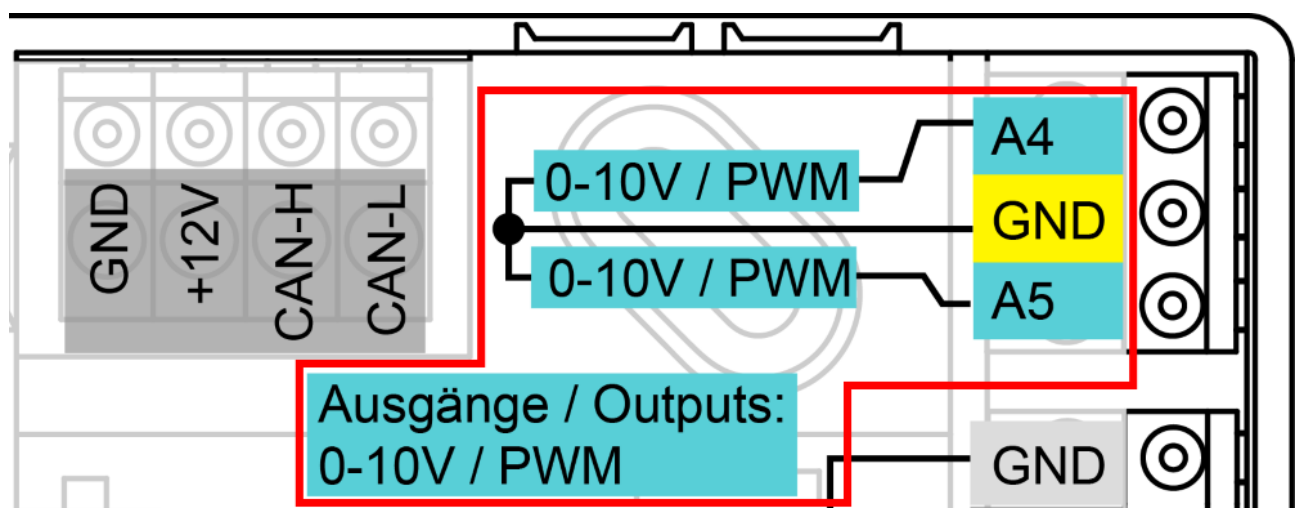 GND
+12V
CAN-H
CAN-L
0-10V / PWM
A4
GND
0-10V / PWM
A5
Ausgänge / Outputs:
0-10V / PWM
GND